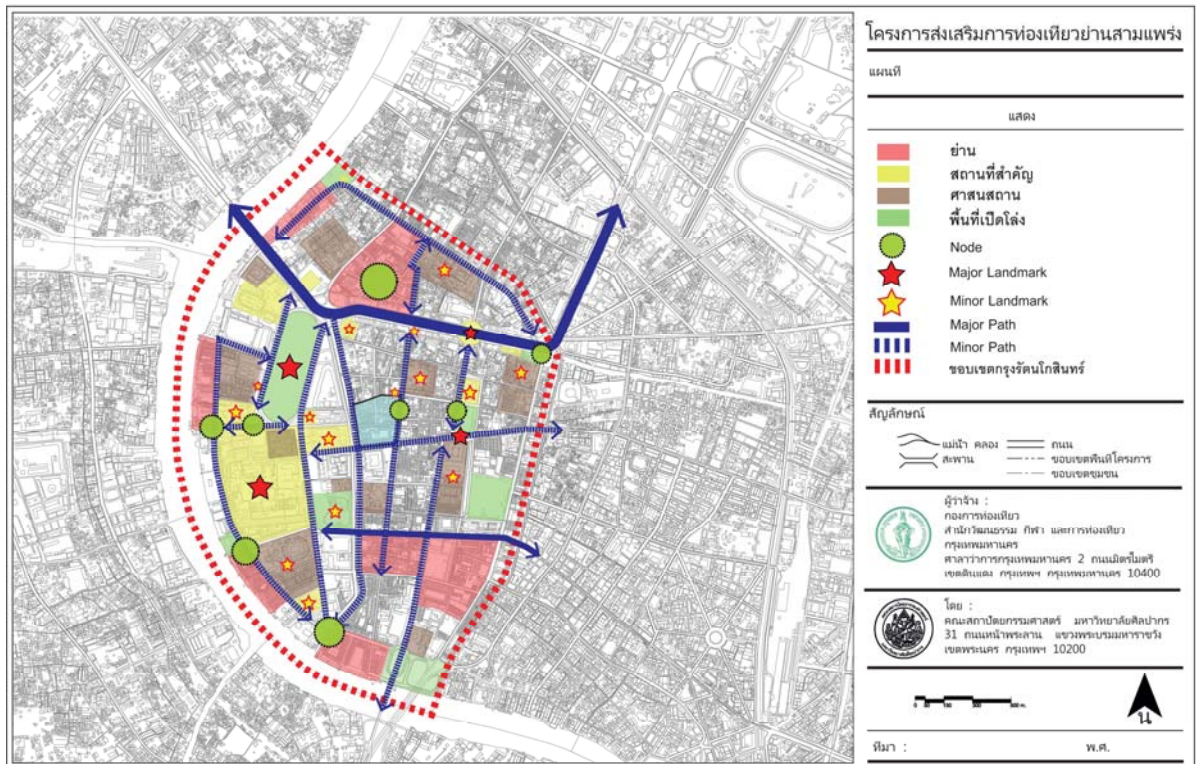 โครงการส่งเสริมการท่องเที่ยวย่านสามแพร่ง
แผนที่
แสดง
ย่าน
สถานที่สำคัญ
ศาสนสถาน
พื้นที่เปิดโล่ง
Node
Major Landmark
Minor Landmark
Major Path
Minor Path
ขอบเขตกรุงรัตนโกสินทร์
สัญลักษณ์
แม่น้ำ คลอง
ถนน
สะพาน
ขอบเขตพื้นที่โครงการ
ขอบเขตชุมชน
ผู้ว่าจ้าง :
กองการท่องเที่ยว
สำนักวัฒนธรรม กีฬา และการท่องเที่ยว
กรุงเทพมหานคร
ศาลาว่าการกรุงเทพมหานคร 2 ถนนมิตรไมตรี
เขตดินแดง กรุงเทพฯ กรุงเทพมหานคร 10400
โดย :
คณะสถาปัตยกรรมศาสตร์ มหาวิทยาลัยศิลปากร
31 ถนนหน้าพระลาน แขวงพระบรมมหาราชวัง
เขตพระนคร กรุงเทพฯ 10200
น
ที่มา :
พ.ศ.